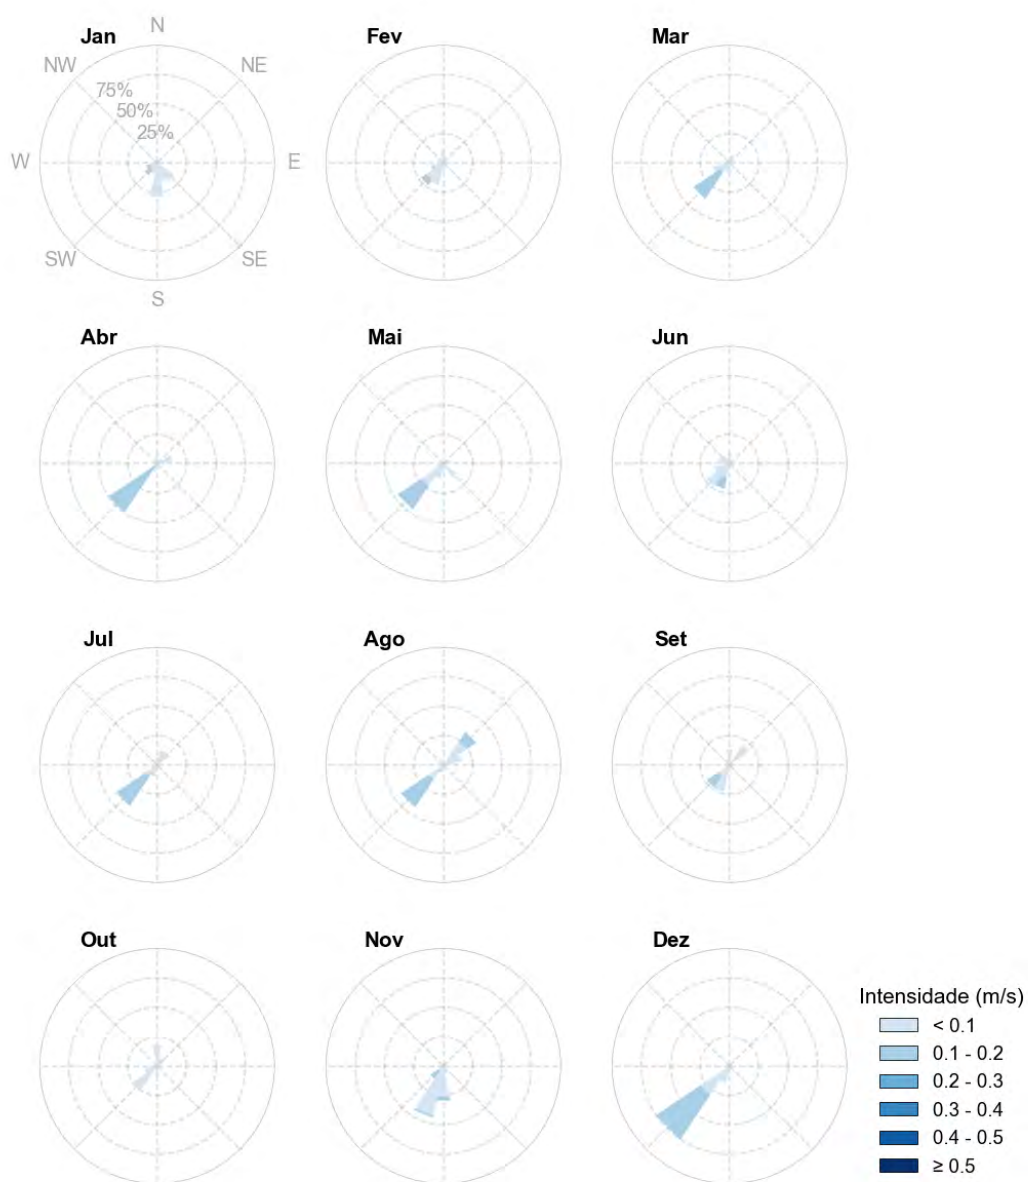 Jan
N
Fev
Mar
NW
NE
75%
50%
25%
W
E
SW
SE
S
Abr
Mai
Jun
Jul
Ago
Set
Out
Nov
Dez
Intensidade (m/s)
< 0.1
0.1 - 0.2
0.2 - 0.3
0.3 - 0.4
0.4 - 0.5
≥ 0.5